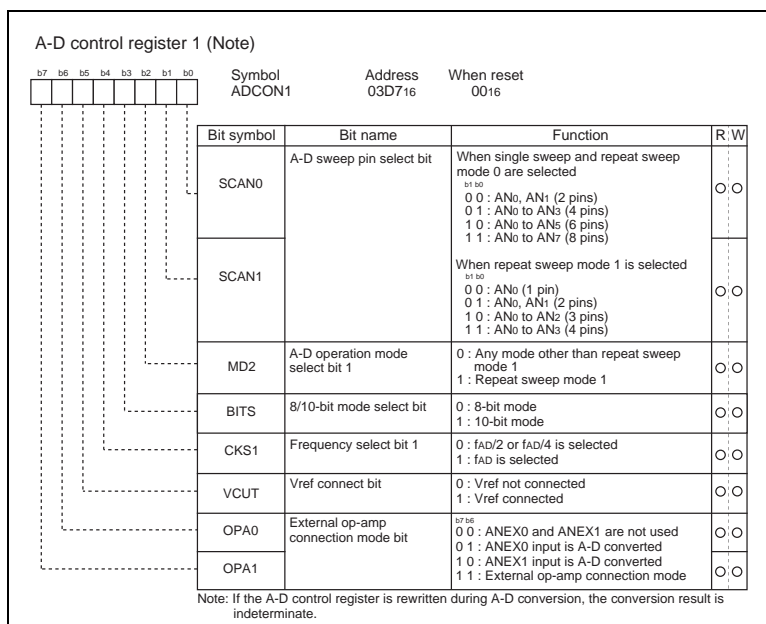 A-D control register 1 (Note)
b7 b6 b5 b4 b3 b2 b1 b0
Symbol Address When reset
ADCON1 03D716 0016
Bit symbol Bit name Function R W
SCAN0 A-D sweep pin select bit When single sweep and repeat sweep
mode 0 are selected
b1 b0
0 0 : AN0, AN1 (2 pins)
0 1 : AN0 to AN3 (4 pins)
1 0 : AN0 to AN5 (6 pins)
1 1 : AN0 to AN7 (8 pins)
SCAN1 When repeat sweep mode 1 is selected
b1 b0
0 0 : AN0 (1 pin)
0 1 : AN0, AN1 (2 pins)
1 0 : AN0 to AN2 (3 pins)
1 1 : AN0 to AN3 (4 pins)
MD2 A-D operation mode
select bit 1
0 : Any mode other than repeat sweep
mode 1
1 : Repeat sweep mode 1
BITS 8/10-bit mode select bit 0 : 8-bit mode
1 : 10-bit mode
CKS1 Frequency select bit 1 0 : fAD/2 or fAD/4 is selected
1 : fAD is selected
VCUT Vref connect bit 0 : Vref not connected
1 : Vref connected
OPA0 External op-amp
connection mode bit
b7 b6
0 0 : ANEX0 and ANEX1 are not used
0 1 : ANEX0 input is A-D converted
OPA1 1 0 : ANEX1 input is A-D converted
1 1 : External op-amp connection mode
Note: If the A-D control register is rewritten during A-D conversion, the conversion result is
indeterminate.